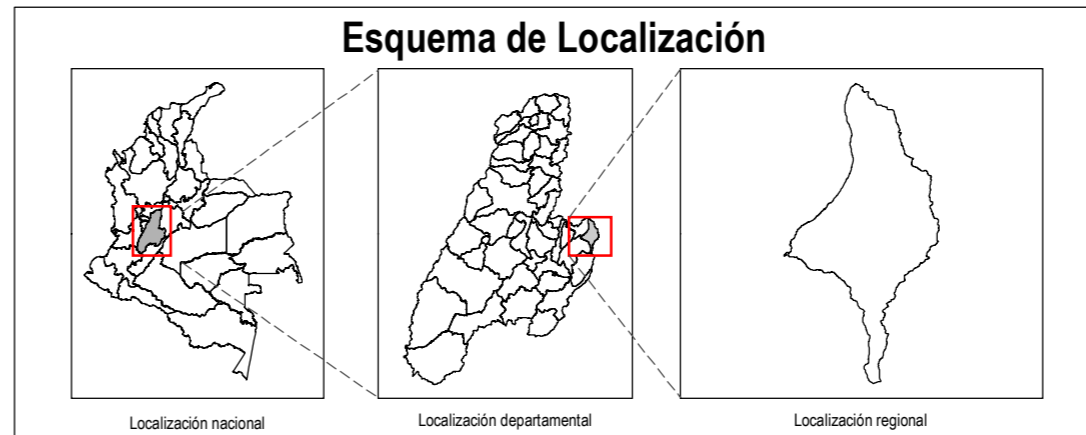 Esquema de Localización
Localización nacional
Localización departamental
Localización regional